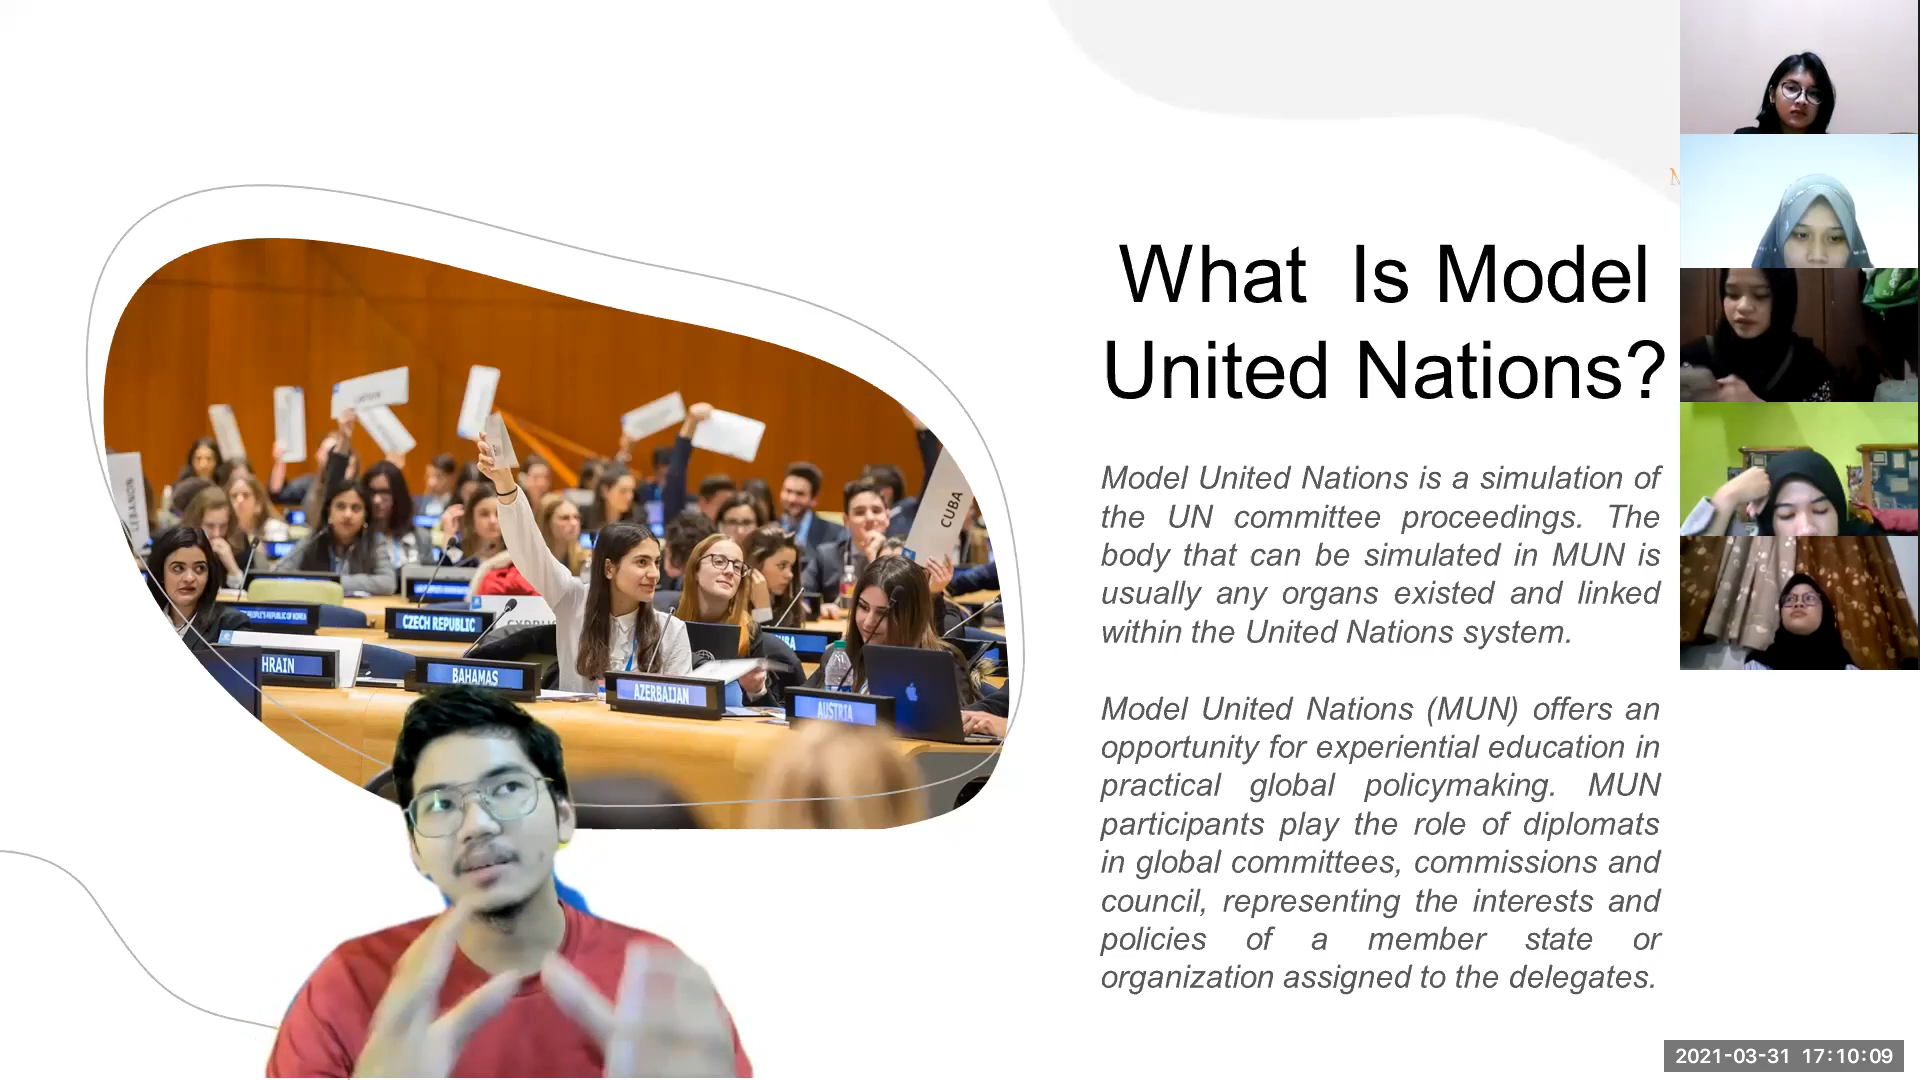 What Is Model
United Nations?
Model United Nations is a simulation of
the UN committee proceedings. The
body that can be simulated in MUN is
usually any organs existed and linked
within the United Nations system.
Model United Nations (MUN) offers an
opportunity for experiential education in
practical global policymaking. MUN
participants play the role of diplomats
in global committees, commissions and
council, representing the interests and
policies of a member state or
organization assigned to the delegates.
LEBANON
CUBA
CZECH REPUBLIC
HRAIN
BAHAMAS
AZERBAIJAN
AUSTRIA
2021-03-31 17:10:09